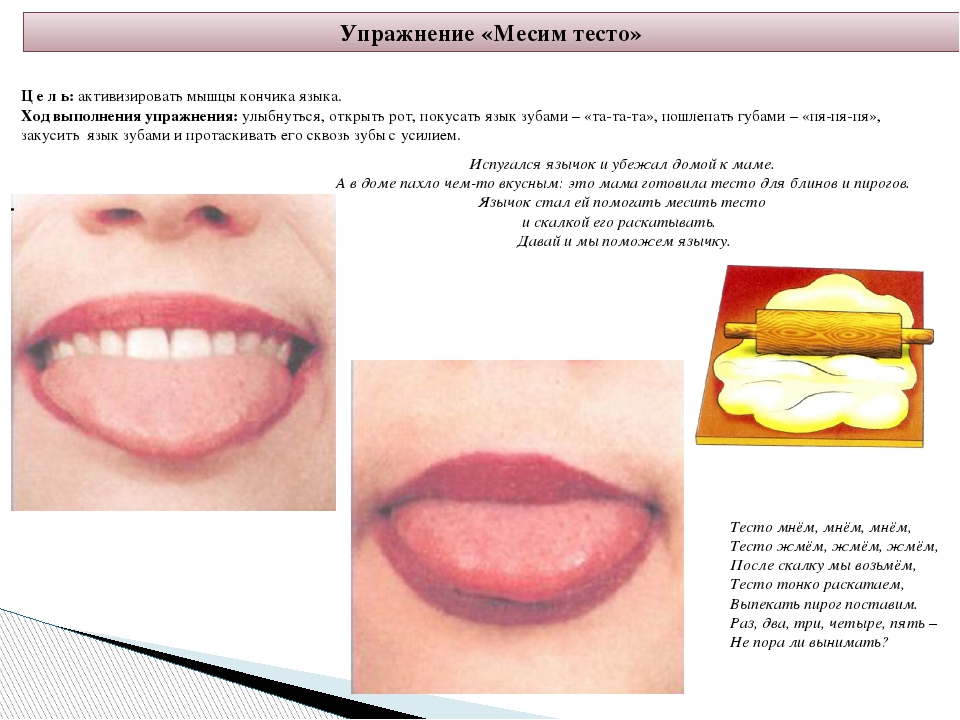 Упражнение «Месим тесто»
Ц е л ь: активизировать мышцы кончика языка.
Ход выполнения упражнения: улыбнуться, открыть рот, покусать язык зубами – «та-та-та», пошлепать губами – «пя-пя-пя»,
закусить язык зубами и протаскивать его сквозь зубы с усилием.
Испугался язычок и убежал домой к маме.
А в доме пахло чем-то вкусным: это мама готовила тесто для блинов и пирогов.
Язычок стал ей помогать месить тесто
и скалкой его раскатывать.
Давай и мы поможем язычку.
.
Тесто мнём, мнём, мнём,
Тесто жмём, жмём, жмём,
После скалку мы возьмём,
Тесто тонко раскатаем,
Выпекать пирог поставим.
Раз, два, три, четыре, пять –
Не пора ли вынимать?